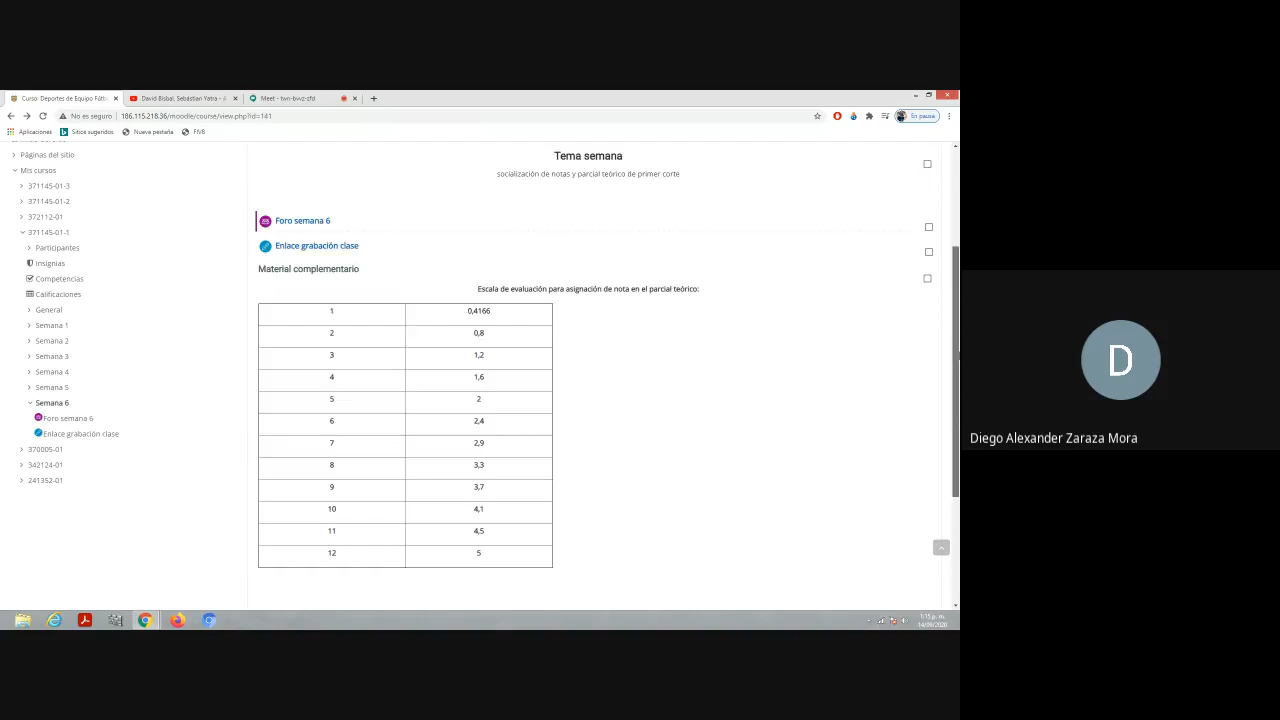 Curso: Deportes de Equipo Fútb
David Bisbal, Sebastián Yatra - A
Meet - twn-bvvz-zfd
No es seguro
186.115.218.36/moodle/course/view.php?id=141
En pausa
Aplicaciones
Sitios sugeridos
Nueva pestaña
FIVB
Páginas del sitio
Mis cursos
371145-01-3
371145-01-2
372112-01
371145-01-1
Participantes
Insignias
Competencias
Calificaciones
General
Semana 1
Semana 2
Semana 3
Semana 4
Semana 5
Semana 6
Foro semana 6
Enlace grabación clase
370005-01
342124-01
241352-01
Tema semana
socialización de notas y parcial teórico de primer corte
Foro semana 6
Enlace grabación clase
Material complementario
Escala de evaluación para asignación de nota en el parcial teórico:
1 0,4166
2 0,8
3 1,2
4 1,6
5 2
6 2,4
7 2,9
8 3,3
9 3,7
10 4,1
11 4,5
12 5
1:15 p. m.
14/09/2020
D
Diego Alexander Zaraza Mora